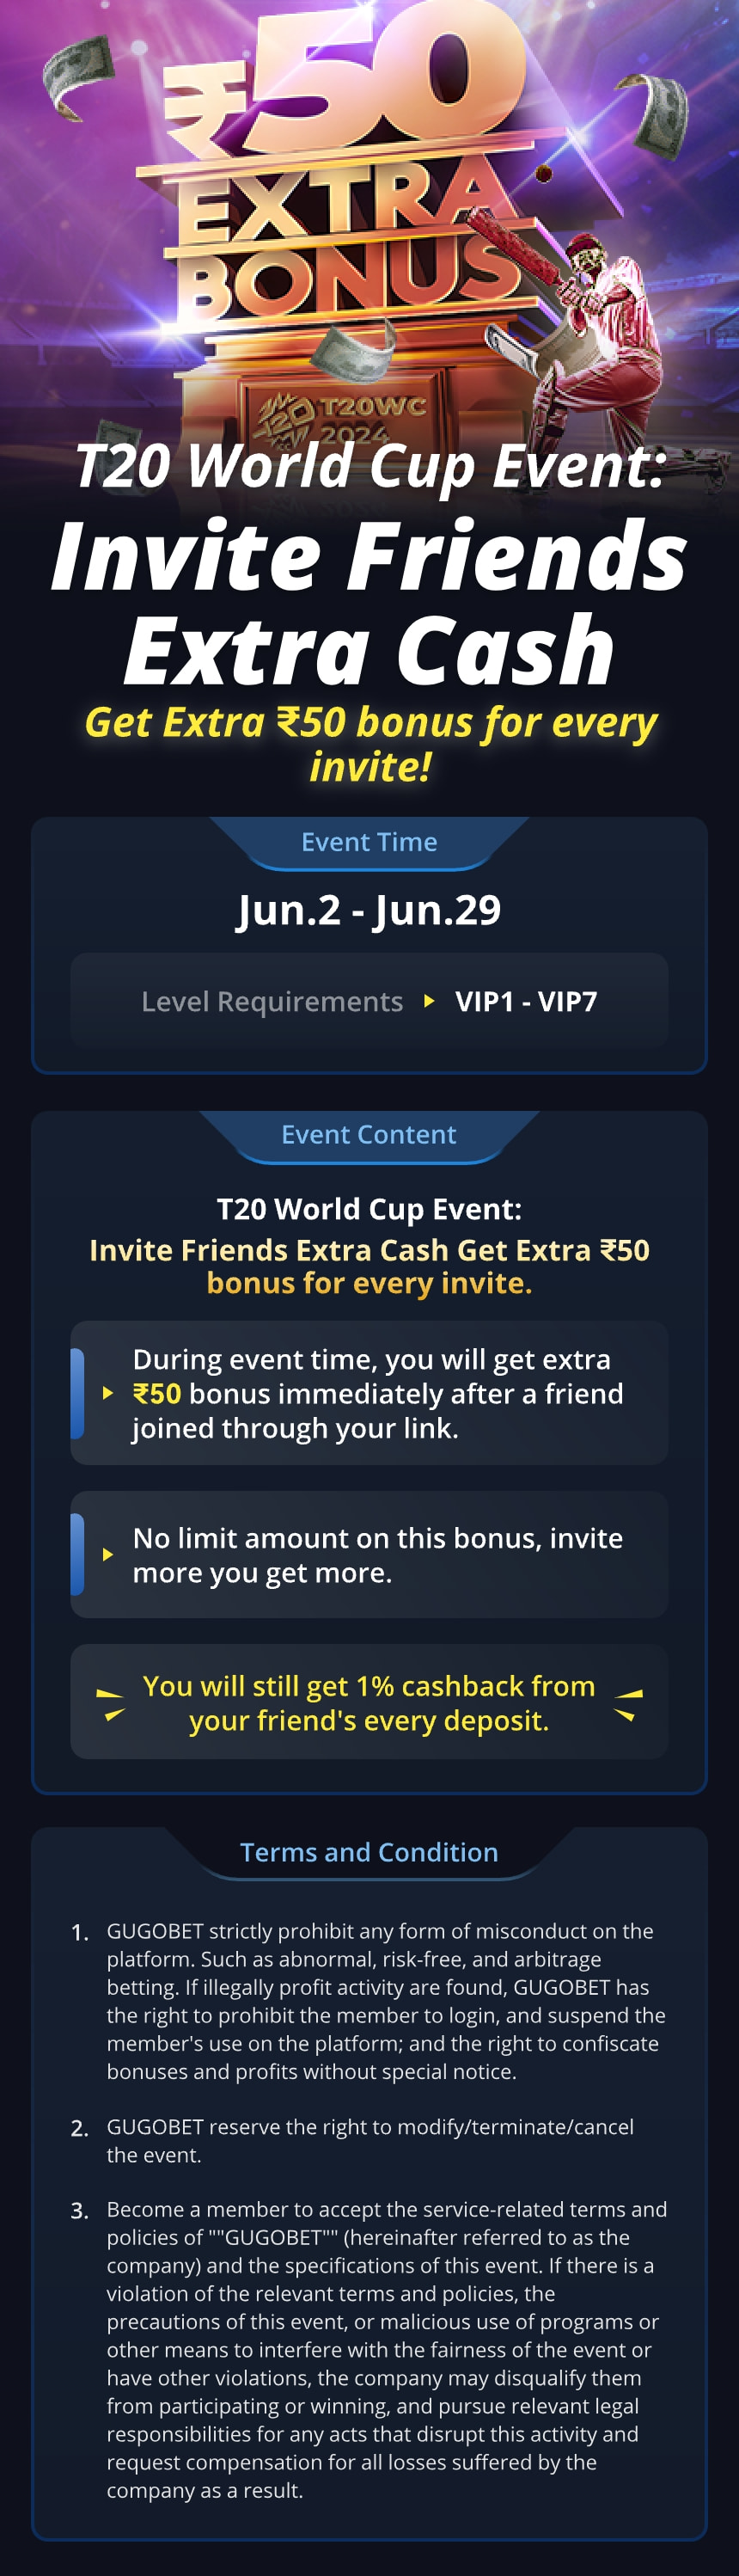 ₹50
EXTRA
BONUS
T20WC
2024
T20 World Cup Event:
Invite Friends
Extra Cash
Get Extra ₹50 bonus for every
invite!
Event Time
Jun.2 - Jun.29
Level Requirements VIP1 - VIP7
Event Content
T20 World Cup Event:
Invite Friends Extra Cash Get Extra ₹50
bonus for every invite.
During event time, you will get extra
₹50 bonus immediately after a friend
joined through your link.
No limit amount on this bonus, invite
more you get more.
You will still get 1% cashback from
your friend's every deposit.
Terms and Condition
1. GUGOBET strictly prohibit any form of misconduct on the
platform. Such as abnormal, risk-free, and arbitrage
betting. If illegally profit activity are found, GUGOBET has
the right to prohibit the member to login, and suspend the
member's use on the platform; and the right to confiscate
bonuses and profits without special notice.
2. GUGOBET reserve the right to modify/terminate/cancel
the event.
3. Become a member to accept the service-related terms and
policies of ""GUGOBET"" (hereinafter referred to as the
company) and the specifications of this event. If there is a
violation of the relevant terms and policies, the
precautions of this event, or malicious use of programs or
other means to interfere with the fairness of the event or
have other violations, the company may disqualify them
from participating or winning, and pursue relevant legal
responsibilities for any acts that disrupt this activity and
request compensation for all losses suffered by the
company as a result.